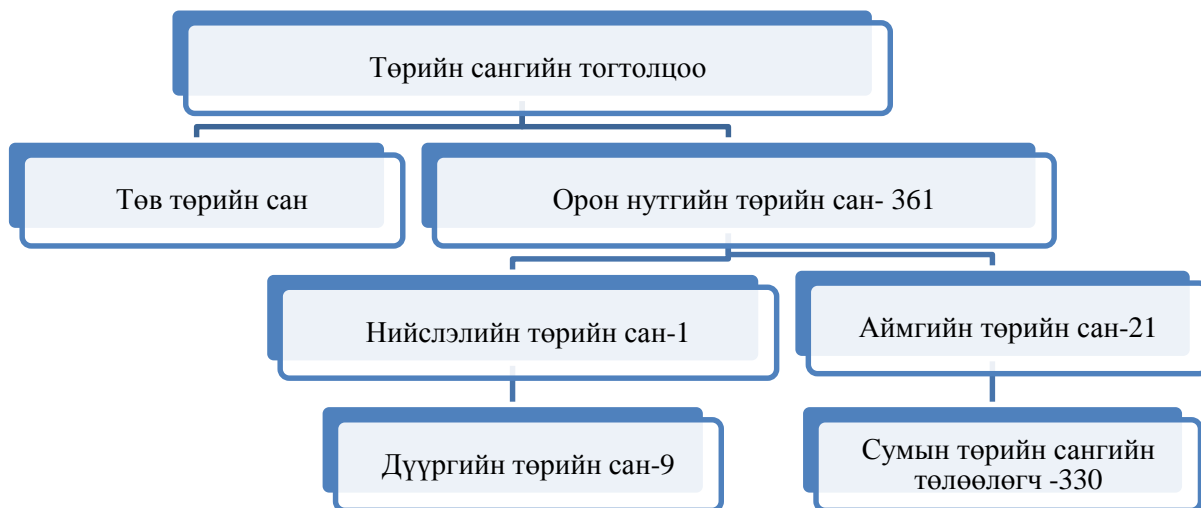 Төрийн сангийн тогтолцоо
Төв төрийн сан
Орон нутгийн төрийн сан- 361
Нийслэлийн төрийн сан-1
Аймгийн төрийн сан-21
Дүүргийн төрийн сан-9
Сумын төрийн сангийн
төлөөлөгч -330